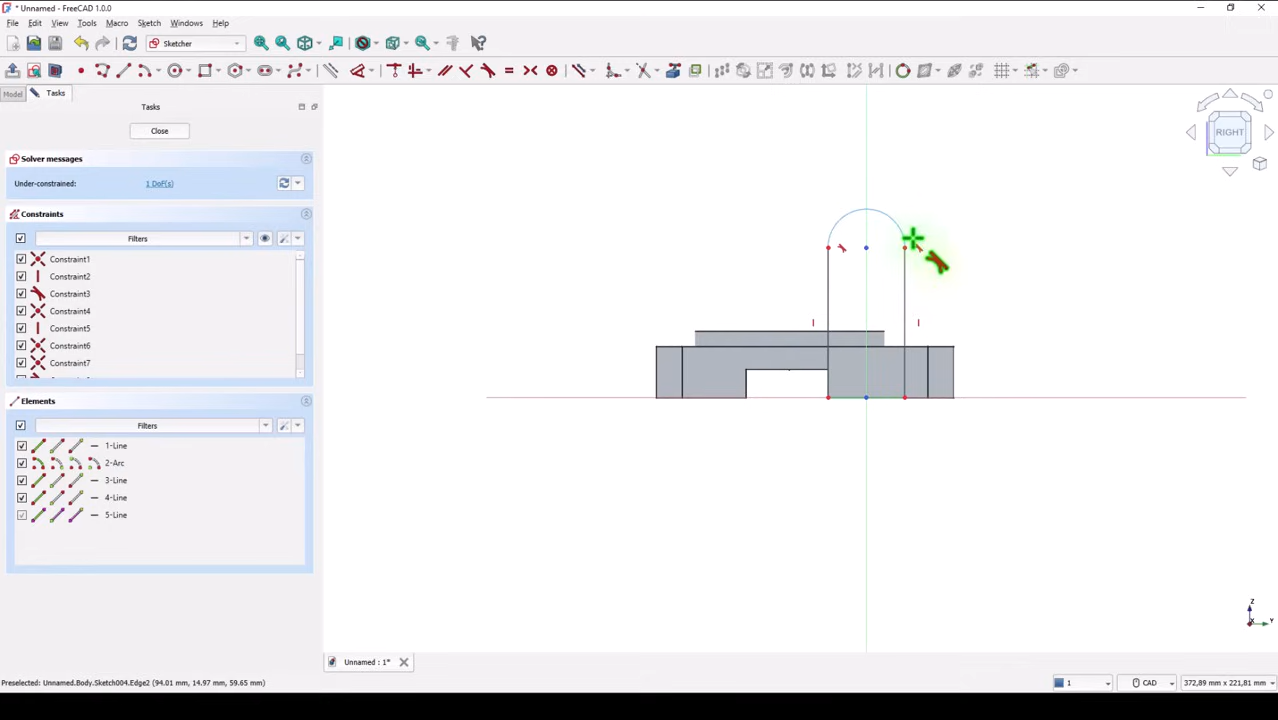 * Unnamed - FreeCAD 1.0.0
File Edit View Tools Macro Sketch Windows Help
Sketcher
Model Tasks
Tasks
Close
Solver messages
Under-constrained: 1 DoF(s)
Constraints
Filters
Constraint1
Constraint2
Constraint3
Constraint4
Constraint5
Constraint6
Constraint7
Elements
Filters
1-Line
2-Arc
3-Line
4-Line
5-Line
RIGHT
Z
X
Y
Unnamed : 1*
Preselected: Unnamed.Body.Sketch004.Edge2 (94.01 mm, 14.97 mm, 59.65 mm)
1 CAD 372,89 mm x 221,81 mm